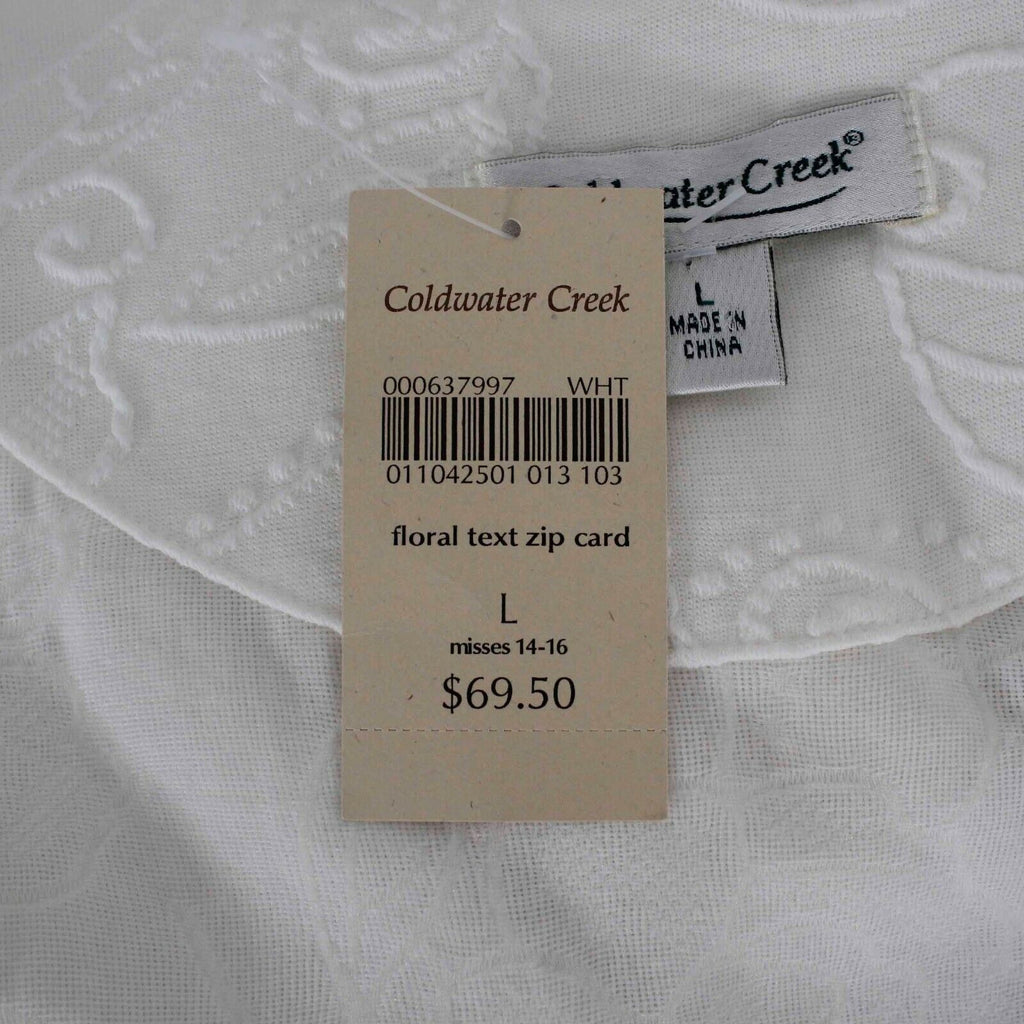 Coldwater Creek®
L
MADE IN
CHINA
Coldwater Creek
000637997 WHT
011042501 013 103
floral text zip card
L
misses 14-16
$69.50